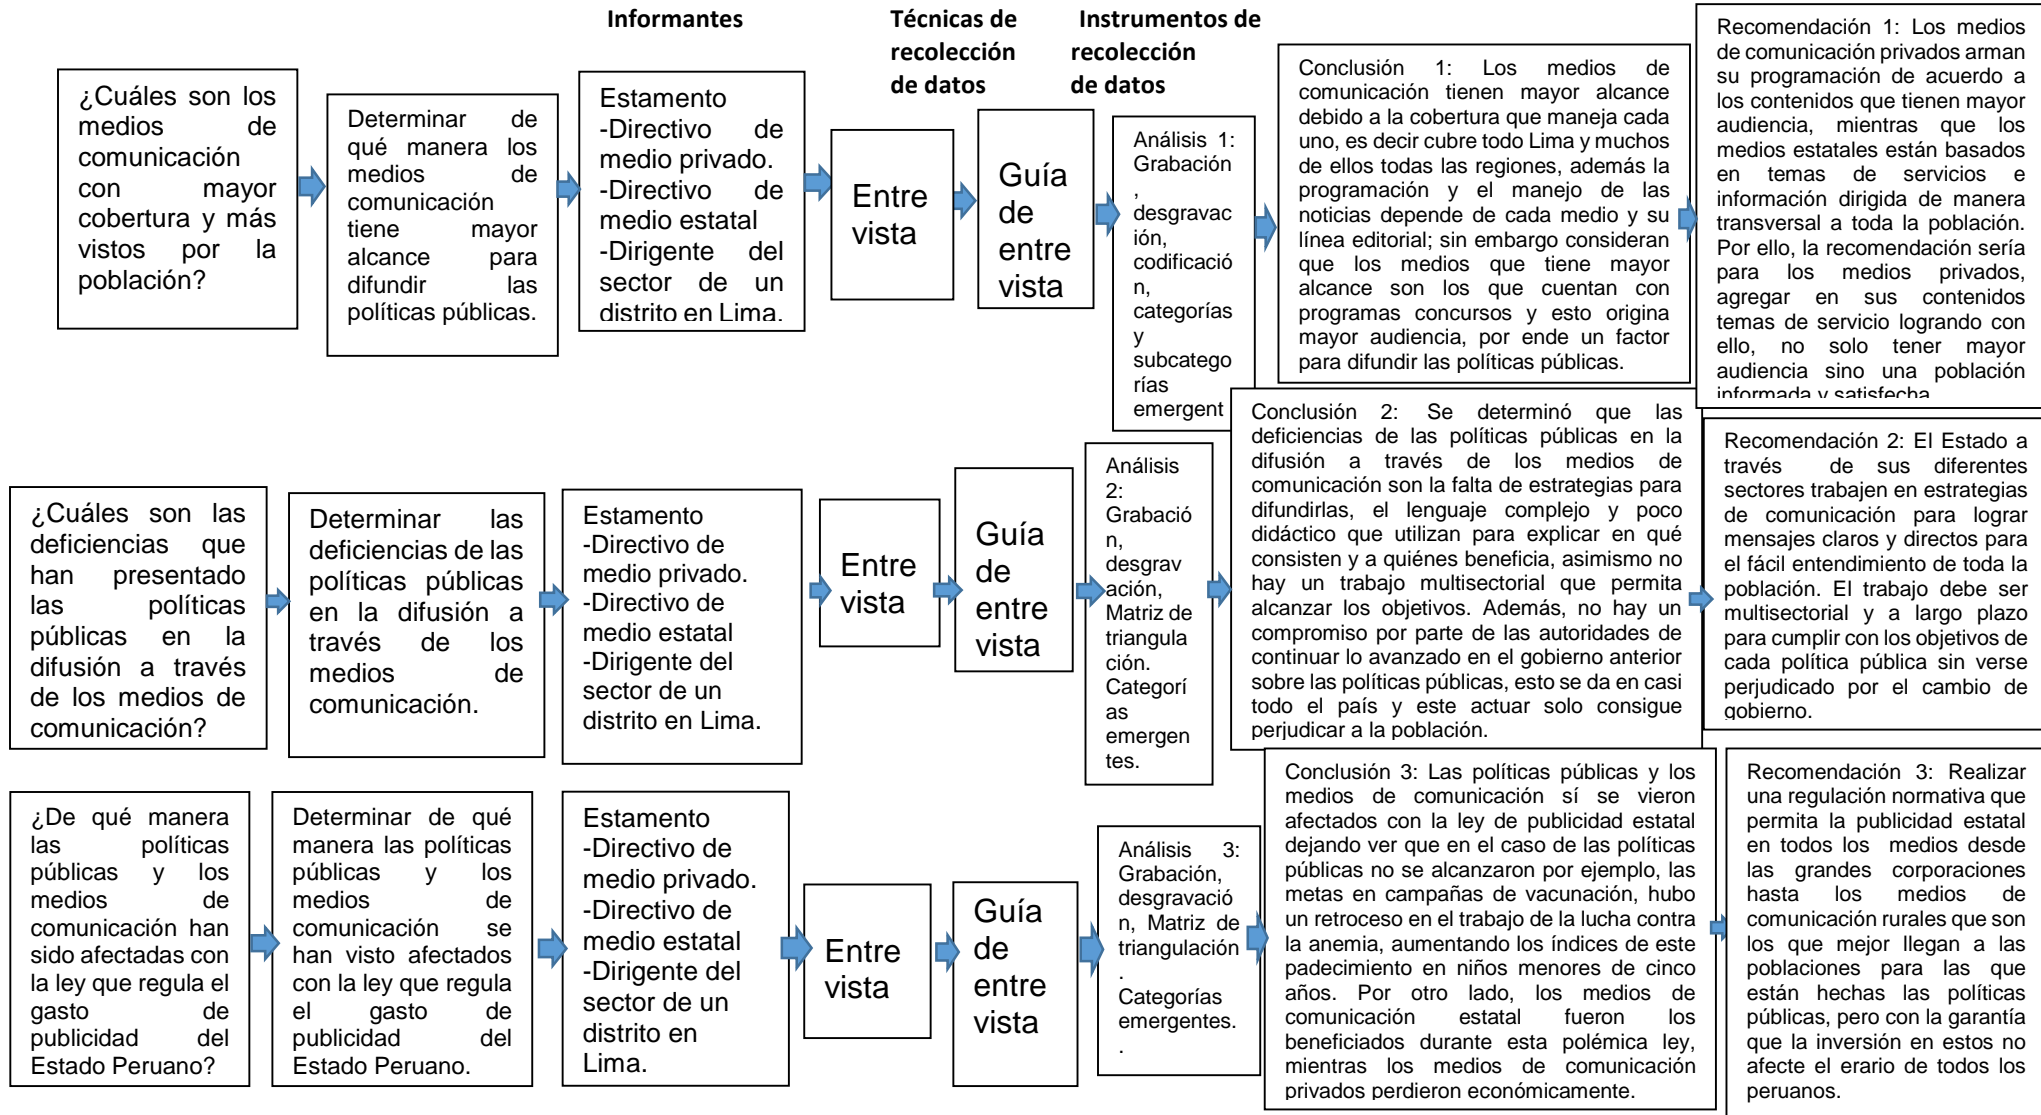 Informantes
Técnicas de
recolección
de datos
Instrumentos de
recolección
de datos
¿Cuáles son los
medios de
comunicación
con mayor
cobertura y más
vistos por la
población?
Determinar de
qué manera los
medios de
comunicación
tiene mayor
alcance para
difundir las
políticas públicas.
Estamento
-Directivo de
medio privado.
-Directivo de
medio estatal
-Dirigente del
sector de un
distrito en Lima.
Entre
vista
Guía
de
entre
vista
Análisis 1:
Grabación
,
desgravac
ión,
codificació
n,
categorías
y
subcatego
rías
emergent
Conclusión 1: Los medios de
comunicación tienen mayor alcance
debido a la cobertura que maneja cada
uno, es decir cubre todo Lima y muchos
de ellos todas las regiones, además la
programación y el manejo de las
noticias depende de cada medio y su
línea editorial; sin embargo consideran
que los medios que tiene mayor
alcance son los que cuentan con
programas concursos y esto origina
mayor audiencia, por ende un factor
para difundir las políticas públicas.
Recomendación 1: Los medios
de comunicación privados arman
su programación de acuerdo a
los contenidos que tienen mayor
audiencia, mientras que los
medios estatales están basados
en temas de servicios e
información dirigida de manera
transversal a toda la población.
Por ello, la recomendación sería
para los medios privados,
agregar en sus contenidos
temas de servicio logrando con
ello, no solo tener mayor
audiencia sino una población
informada y satisfecha
¿Cuáles son las
deficiencias que
han presentado
las políticas
públicas en la
difusión a través
de los medios de
comunicación?
Determinar las
deficiencias de las
políticas públicas
en la difusión a
través de los
medios de
comunicación.
Estamento
-Directivo de
medio privado.
-Directivo de
medio estatal
-Dirigente del
sector de un
distrito en Lima.
Entre
vista
Guía
de
entre
vista
Análisis
2:
Grabació
n,
desgrav
ación,
Matriz de
triangula
ción.
Categorí
as
emergen
tes.
Conclusión 2: Se determinó que las
deficiencias de las políticas públicas en la
difusión a través de los medios de
comunicación son la falta de estrategias para
difundirlas, el lenguaje complejo y poco
didáctico que utilizan para explicar en qué
consisten y a quiénes beneficia, asimismo no
hay un trabajo multisectorial que permita
alcanzar los objetivos. Además, no hay un
compromiso por parte de las autoridades de
continuar lo avanzado en el gobierno anterior
sobre las políticas públicas, esto se da en casi
todo el país y este actuar solo consigue
perjudicar a la población.
Recomendación 2: El Estado a
través de sus diferentes
sectores trabajen en estrategias
de comunicación para lograr
mensajes claros y directos para
el fácil entendimiento de toda la
población. El trabajo debe ser
multisectorial y a largo plazo
para cumplir con los objetivos de
cada política pública sin verse
perjudicado por el cambio de
gobierno.
¿De qué manera
las políticas
públicas y los
medios de
comunicación han
sido afectadas con
la ley que regula el
gasto de
publicidad del
Estado Peruano?
Determinar de qué
manera las políticas
públicas y los
medios de
comunicación se
han visto afectados
con la ley que regula
el gasto de
publicidad del
Estado Peruano.
Estamento
-Directivo de
medio privado.
-Directivo de
medio estatal
-Dirigente del
sector de un
distrito en
Lima.
Entre
vista
Guía
de
entre
vista
Análisis 3:
Grabación,
desgravació
n, Matriz de
triangulación
.
Categorías
emergentes.
.
Conclusión 3: Las políticas públicas y los
medios de comunicación sí se vieron
afectados con la ley de publicidad estatal
dejando ver que en el caso de las políticas
públicas no se alcanzaron por ejemplo, las
metas en campañas de vacunación, hubo
un retroceso en el trabajo de la lucha contra
la anemia, aumentando los índices de este
padecimiento en niños menores de cinco
años. Por otro lado, los medios de
comunicación estatal fueron los
beneficiados durante esta polémica ley,
mientras los medios de comunicación
privados perdieron económicamente.
Recomendación 3: Realizar
una regulación normativa que
permita la publicidad estatal
en todos los medios desde
las grandes corporaciones
hasta los medios de
comunicación rurales que son
los que mejor llegan a las
poblaciones para las que
están hechas las políticas
públicas, pero con la garantía
que la inversión en estos no
afecte el erario de todos los
peruanos.